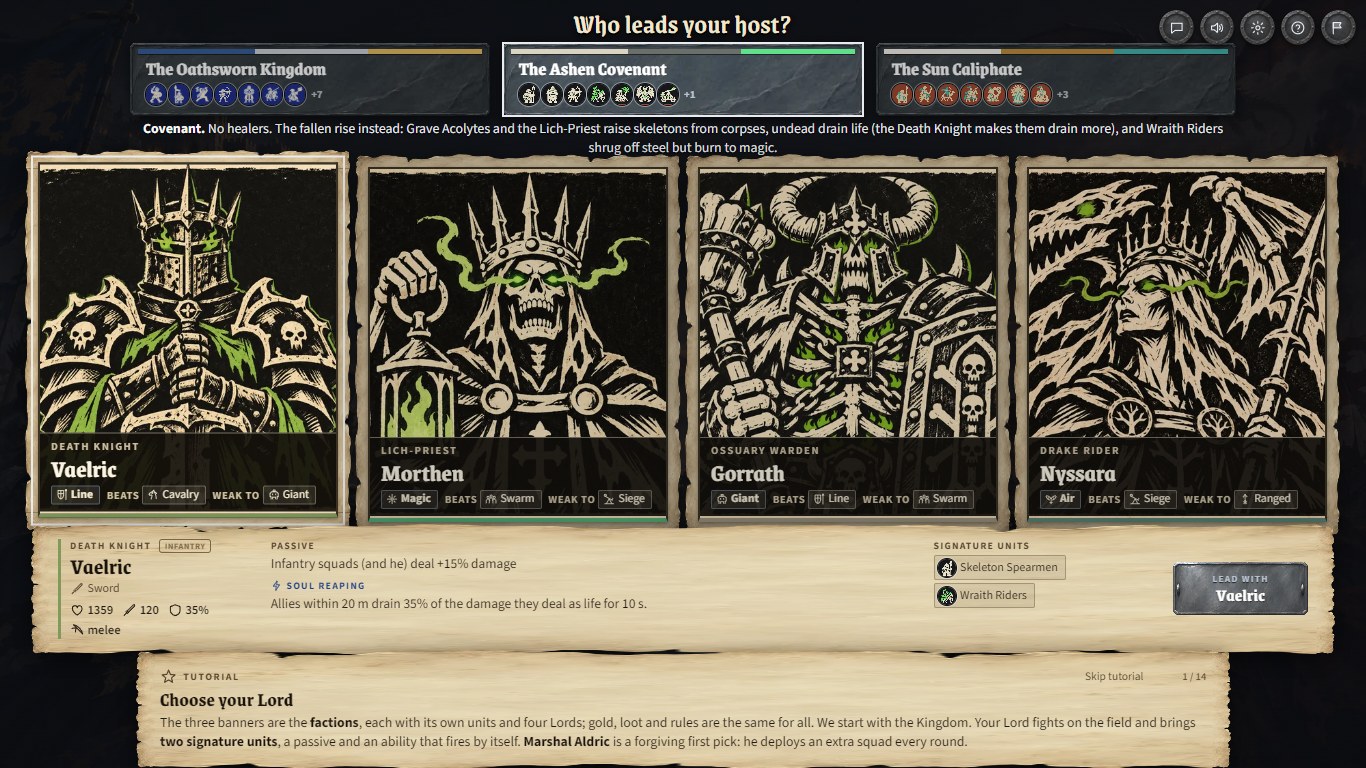 Who leads your host?
The Oathsworn Kingdom
+7
The Ashen Covenant
+1
The Sun Caliphate
+3
Covenant. No healers. The fallen rise instead: Grave Acolytes and the Lich-Priest raise skeletons from corpses, undead drain life (the Death Knight makes them drain more), and Wraith Riders
shrug off steel but burn to magic.
DEATH KNIGHT
Vaelric
Line BEATS Cavalry WEAK TO Giant
LICH-PRIEST
Morthen
Magic BEATS Swarm WEAK TO Siege
OSSUARY WARDEN
Gorrath
Giant BEATS Line WEAK TO Swarm
DRAKE RIDER
Nyssara
Air BEATS Siege WEAK TO Ranged
DEATH KNIGHT INFANTRY
Vaelric
Sword
1359 120 35%
melee
PASSIVE
Infantry squads (and he) deal +15% damage
SOUL REAPING
Allies within 20 m drain 35% of the damage they deal as life for 10 s.
SIGNATURE UNITS
Skeleton Spearmen
Wraith Riders
LEAD WITH
Vaelric
TUTORIAL
Skip tutorial
1 / 14
Choose your Lord
The three banners are the factions, each with its own units and four Lords; gold, loot and rules are the same for all. We start with the Kingdom. Your Lord fights on the field and brings
two signature units, a passive and an ability that fires by itself. Marshal Aldric is a forgiving first pick: he deploys an extra squad every round.